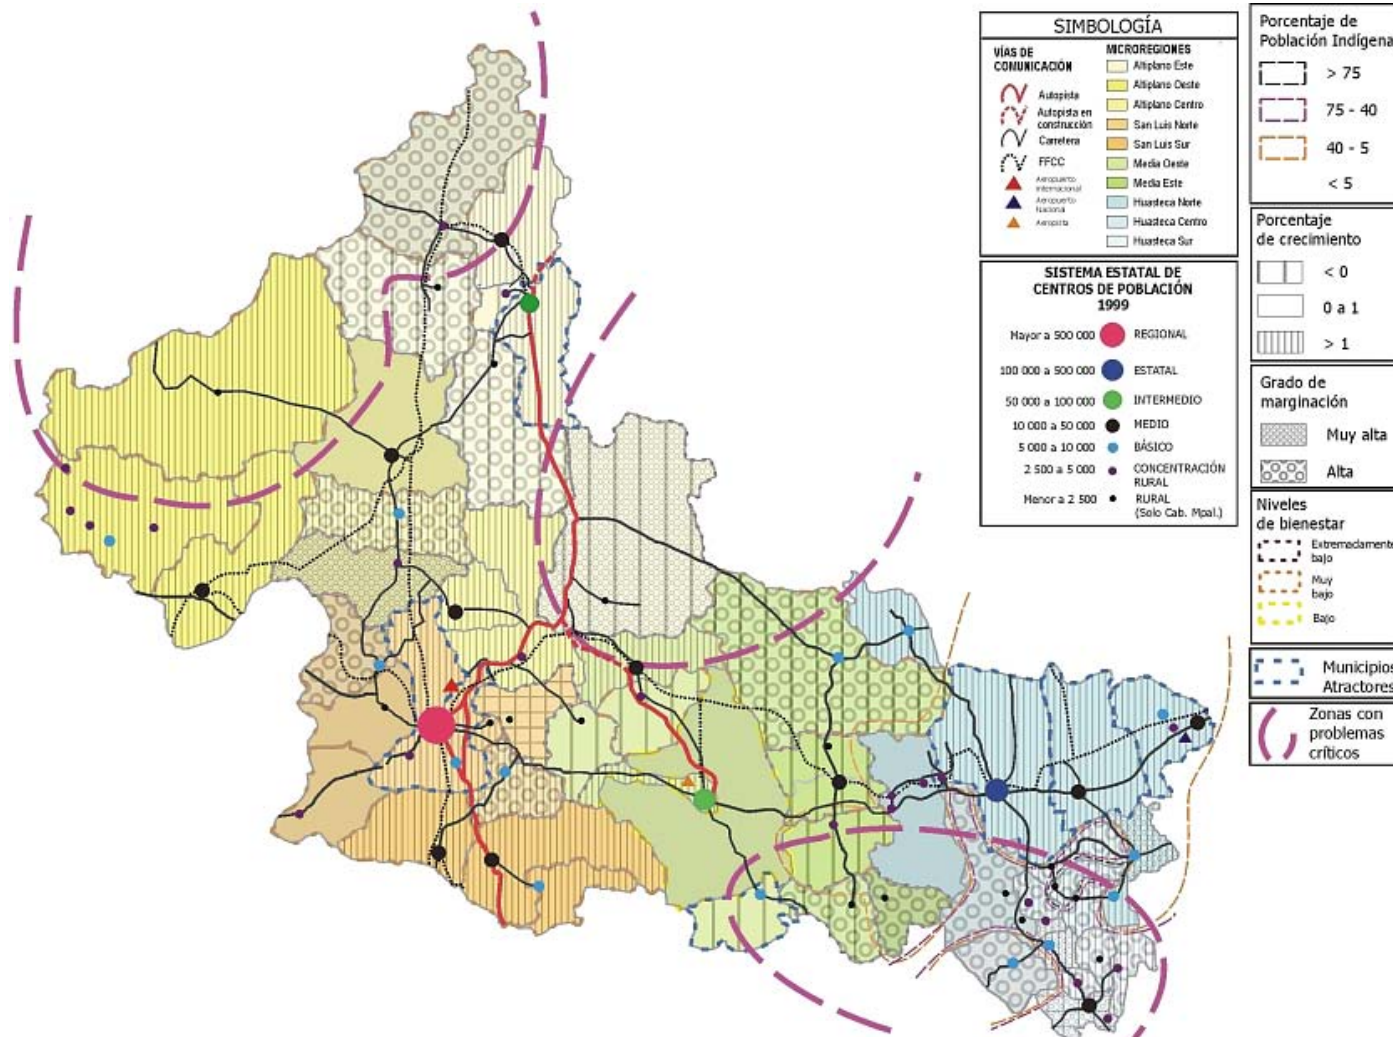 SIMBOLOGÍA
VÍAS DE
COMUNICACIÓN
Autopista
Autopista en
construcción
Carretera
FFCC
Aeropuerto
internacional
Aeropuerto
Nacional
Aeropista
MICROREGIONES
Altiplano Este
Altiplano Oeste
Altiplano Centro
San Luis Norte
San Luis Sur
Media Oeste
Media Este
Huasteca Norte
Huasteca Centro
Huasteca Sur
SISTEMA ESTATAL DE
CENTROS DE POBLACIÓN
1999
Mayor a 500 000 REGIONAL
100 000 a 500 000 ESTATAL
50 000 a 100 000 INTERMEDIO
10 000 a 50 000 MEDIO
5 000 a 10 000 BÁSICO
2 500 a 5 000 CONCENTRACIÓN
RURAL
Menor a 2 500 RURAL
(Solo Cab. Mpal.)
Porcentaje de
Población Indígena
> 75
75 - 40
40 - 5
< 5
Porcentaje
de crecimiento
< 0
0 a 1
> 1
Grado de
marginación
Muy alta
Alta
Niveles
de bienestar
Extremadamente
bajo
Muy
bajo
Bajo
Municipios
Atractores
Zonas con
problemas
críticos